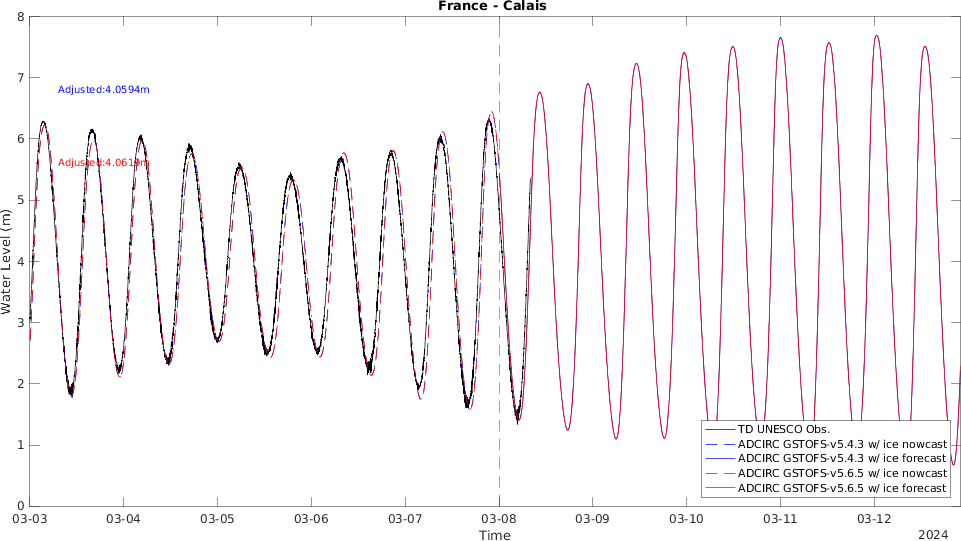 France - Calais
8
7
6
5
4
3
2
1
0
Water Level (m)
Adjusted:4.0594m
Adjusted:4.0619m
TD UNESCO Obs.
ADCIRC GSTOFS-v5.4.3 w/ ice nowcast
ADCIRC GSTOFS-v5.4.3 w/ ice forecast
ADCIRC GSTOFS-v5.6.5 w/ ice nowcast
ADCIRC GSTOFS-v5.6.5 w/ ice forecast
03-03 03-04 03-05 03-06 03-07 03-08 03-09 03-10 03-11 03-12
Time
2024